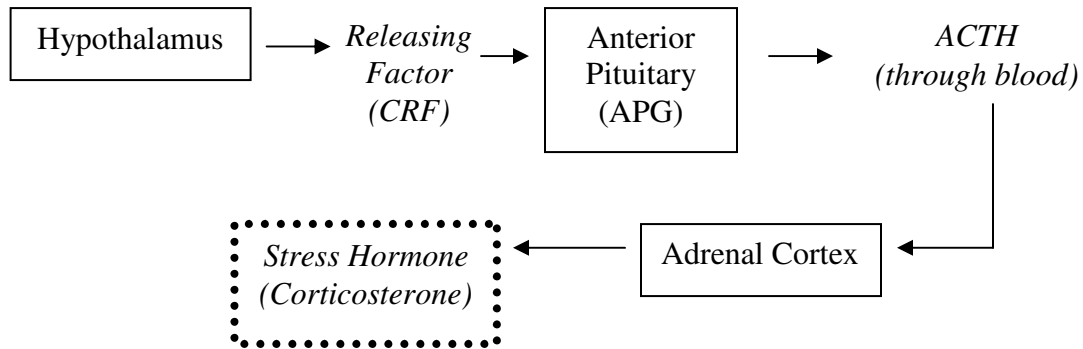 Hypothalamus
Releasing
Factor
(CRF)
Anterior
Pituitary
(APG)
ACTH
(through blood)
Adrenal Cortex
Stress Hormone
(Corticosterone)